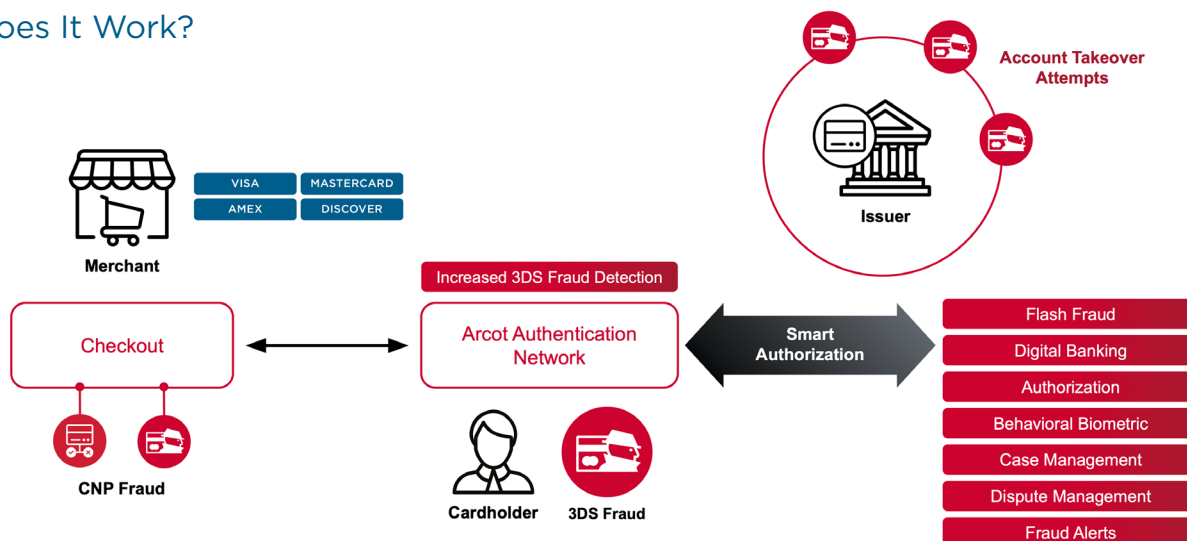 oes It Work?
Account Takeover
Attempts
VISA
MASTERCARD
AMEX
DISCOVER
Issuer
Merchant
Increased 3DS Fraud Detection
Checkout
Arcot Authentication
Network
Smart
Authorization
Flash Fraud
Digital Banking
Authorization
Behavioral Biometric
Case Management
Dispute Management
Fraud Alerts
CNP Fraud
Cardholder
3DS Fraud